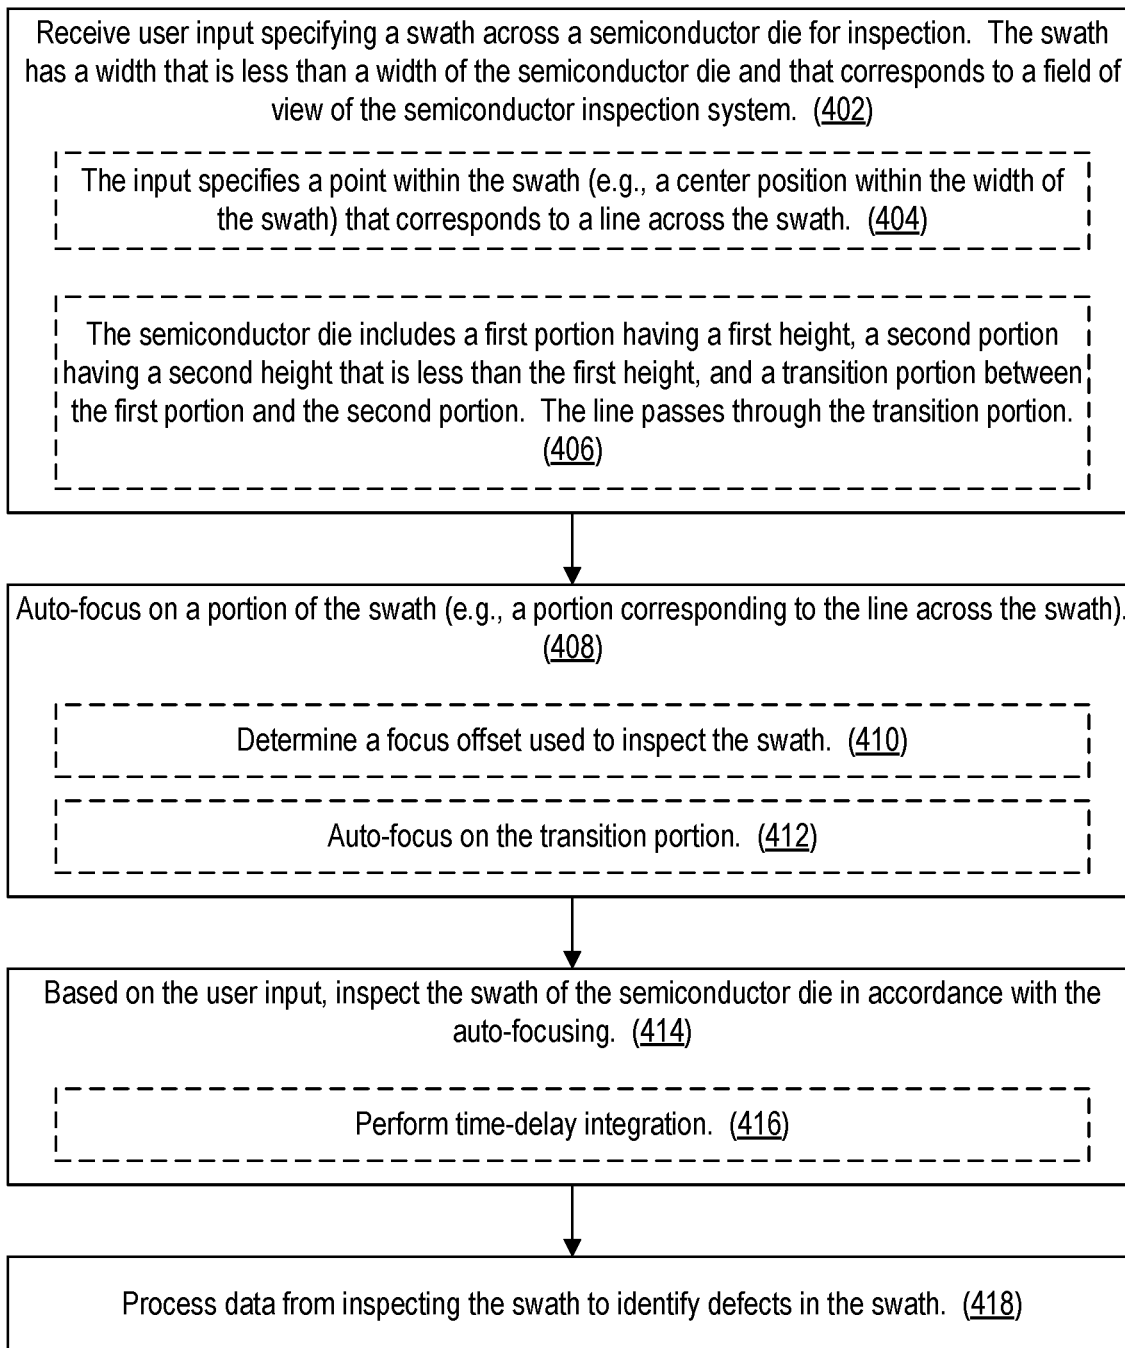 Receive user input specifying a swath across a semiconductor die for inspection. The swath
has a width that is less than a width of the semiconductor die and that corresponds to a field of
view of the semiconductor inspection system. (402)
The input specifies a point within the swath (e.g., a center position within the width of
the swath) that corresponds to a line across the swath. (404)
The semiconductor die includes a first portion having a first height, a second portion
having a second height that is less than the first height, and a transition portion between
the first portion and the second portion. The line passes through the transition portion.
(406)
Auto-focus on a portion of the swath (e.g., a portion corresponding to the line across the swath).
(408)
Determine a focus offset used to inspect the swath. (410)
Auto-focus on the transition portion. (412)
Based on the user input, inspect the swath of the semiconductor die in accordance with the
auto-focusing. (414)
Perform time-delay integration. (416)
Process data from inspecting the swath to identify defects in the swath. (418)